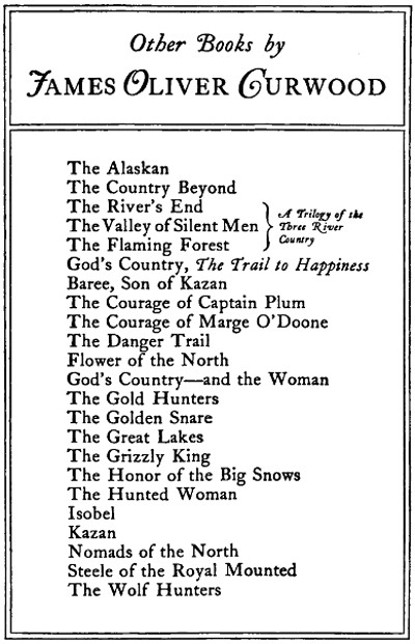 Other Books by
JAMES OLIVER CURWOOD
The Alaskan
The Country Beyond
The River's End
The Valley of Silent Men
The Flaming Forest
A Trilogy of the
Three River
Country
God's Country, The Trail to Happiness
Baree, Son of Kazan
The Courage of Captain Plum
The Courage of Marge O'Doone
The Danger Trail
Flower of the North
God's Country—and the Woman
The Gold Hunters
The Golden Snare
The Great Lakes
The Grizzly King
The Honor of the Big Snows
The Hunted Woman
Isobel
Kazan
Nomads of the North
Steele of the Royal Mounted
The Wolf Hunters